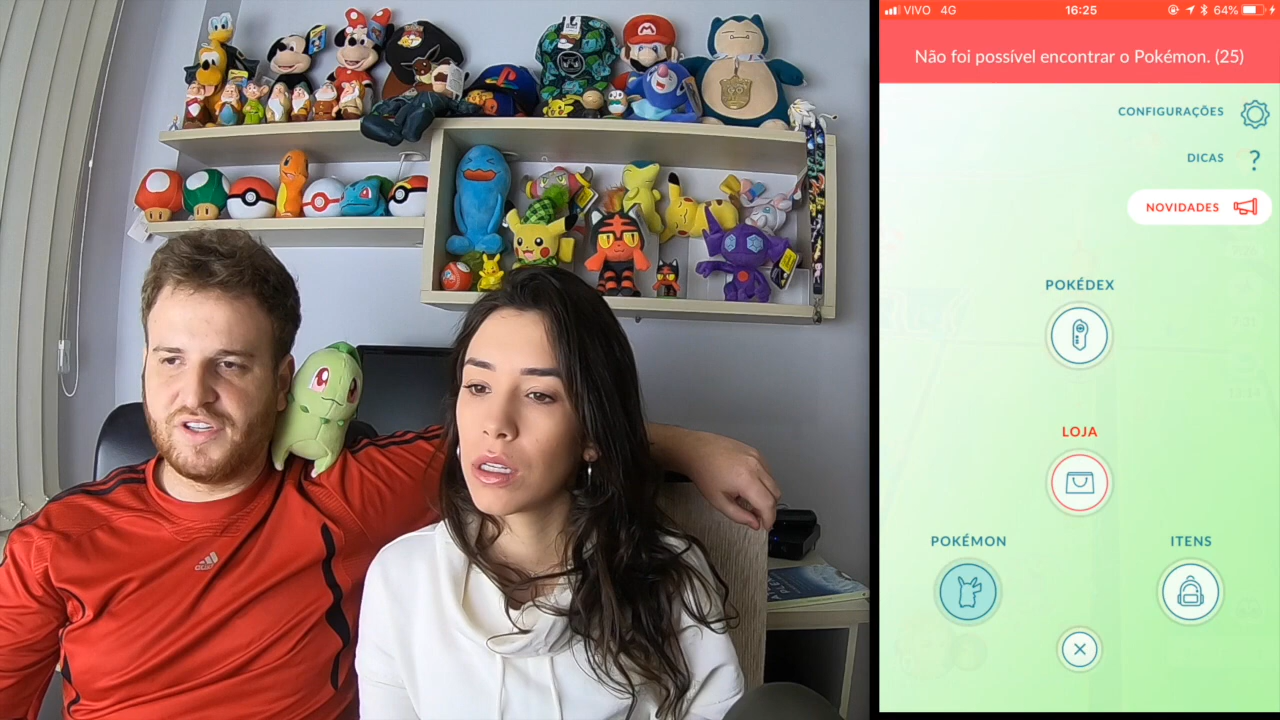 VIVO 4G 16:25 64%
Não foi possível encontrar o Pokémon. (25)
CONFIGURAÇÕES
DICAS ?
NOVIDADES
POKÉDEX
LOJA
POKÉMON
ITENS
adidas